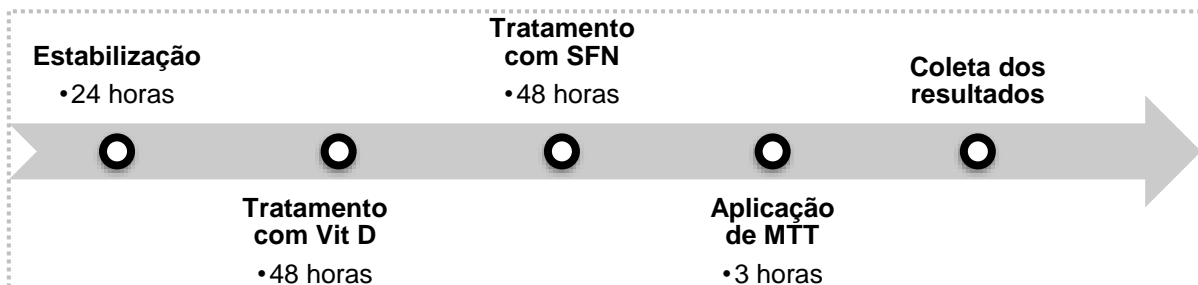 Estabilização
•24 horas
Tratamento
com Vit D
•48 horas
Tratamento
com SFN
•48 horas
Aplicação
de MTT
•3 horas
Coleta dos
resultados